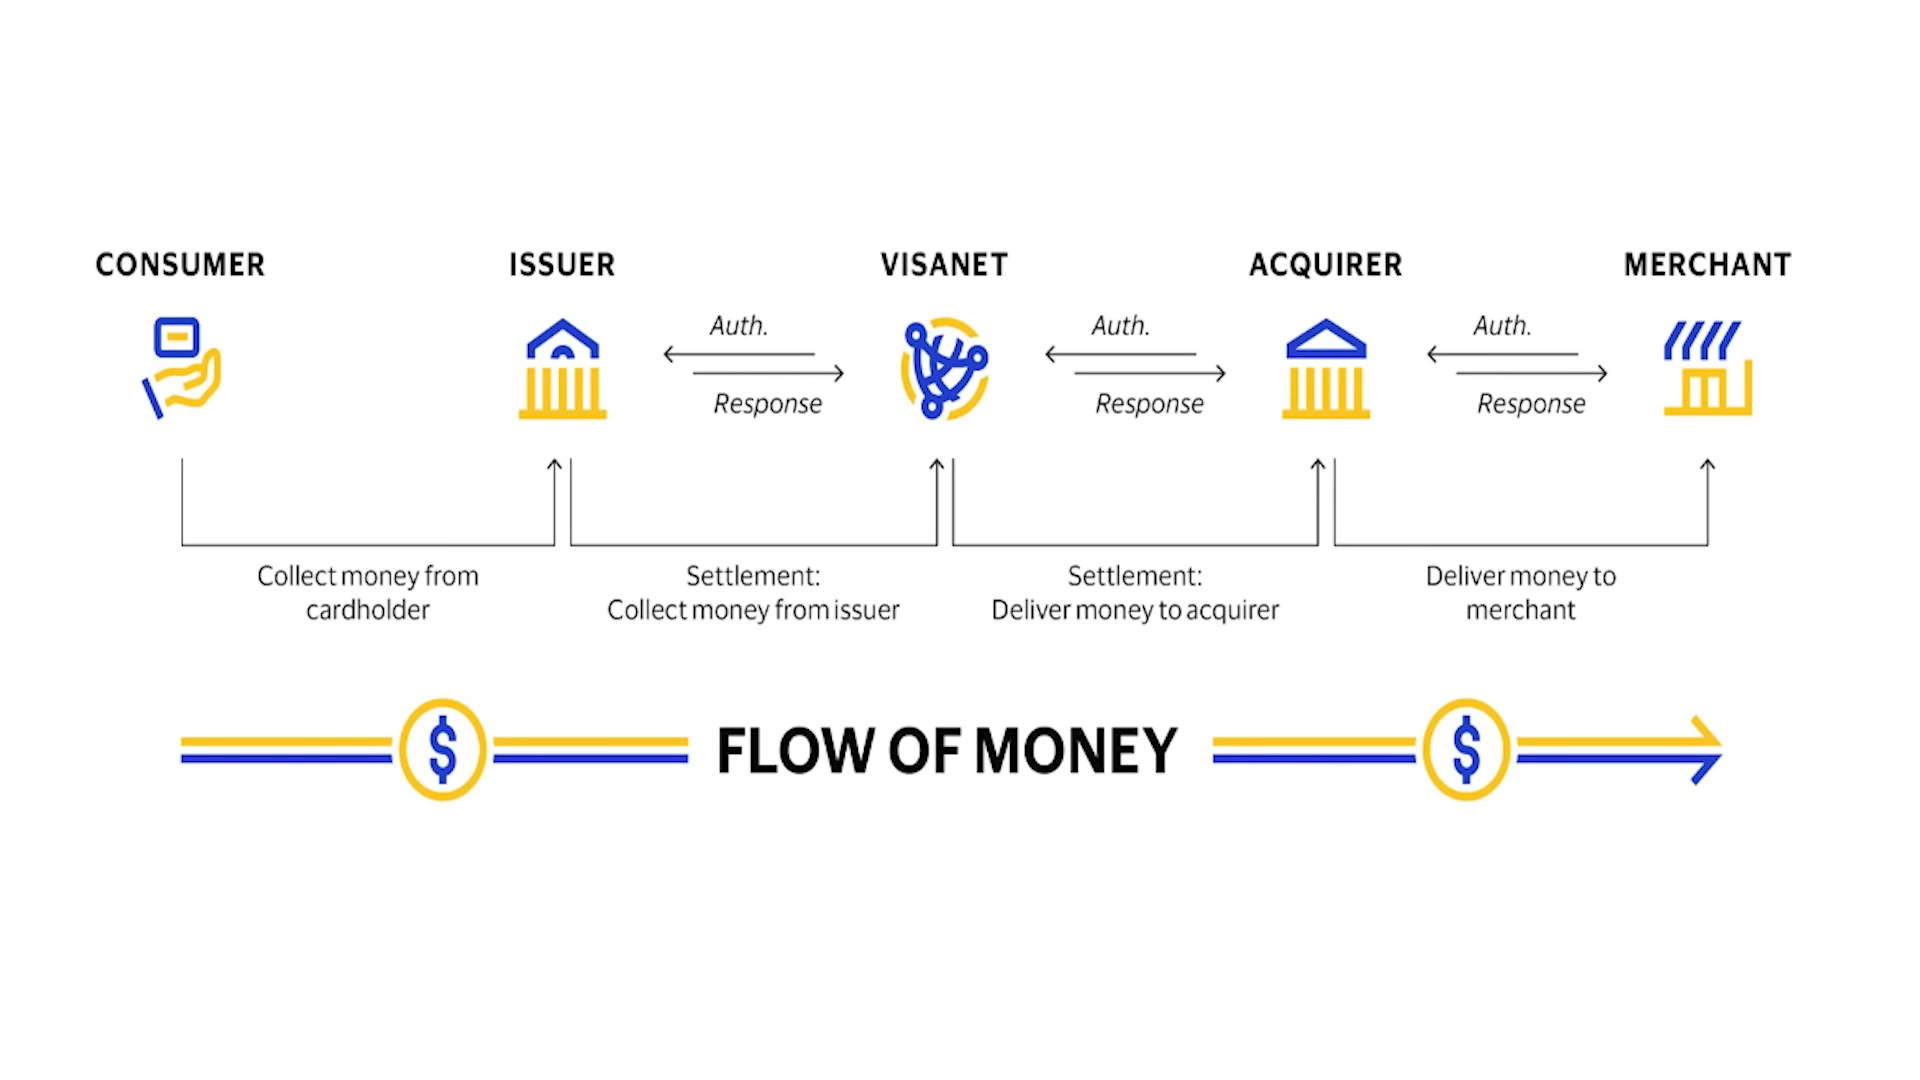 CONSUMER
ISSUER
VISANET
ACQUIRER
MERCHANT
Auth.
Response
Auth.
Response
Auth.
Response
Collect money from
cardholder
Settlement:
Collect money from issuer
Settlement:
Deliver money to acquirer
Deliver money to
merchant
$
FLOW OF MONEY
$